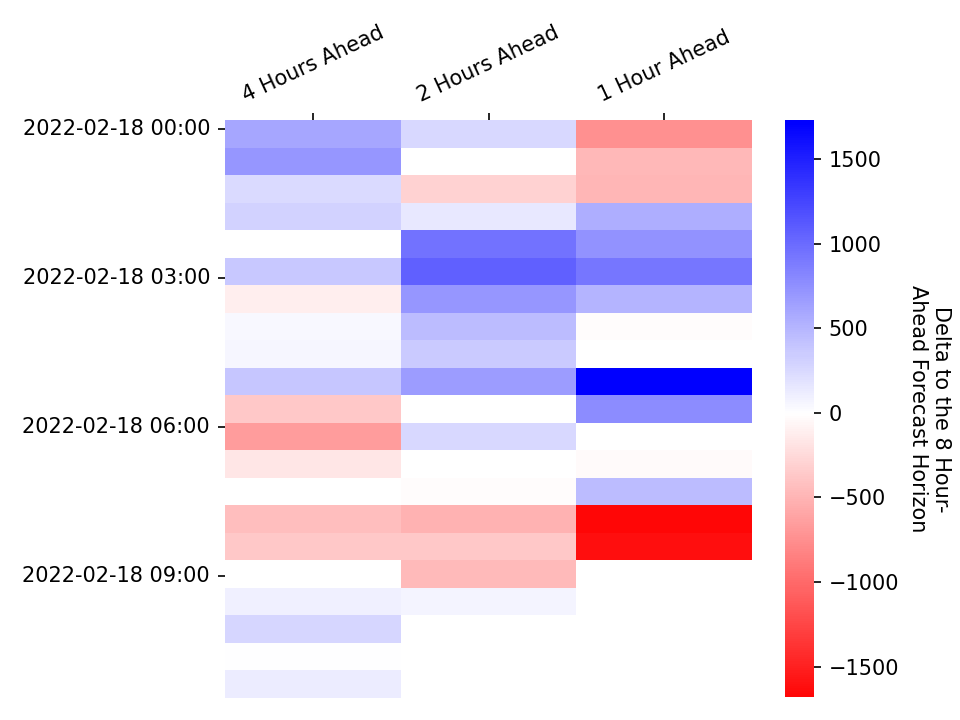 4 Hours Ahead
2 Hours Ahead
1 Hour Ahead
2022-02-18 00:00
2022-02-18 03:00
2022-02-18 06:00
2022-02-18 09:00
1500
1000
500
0
−500
−1000
−1500
Delta to the 8 Hour-
Ahead Forecast Horizon